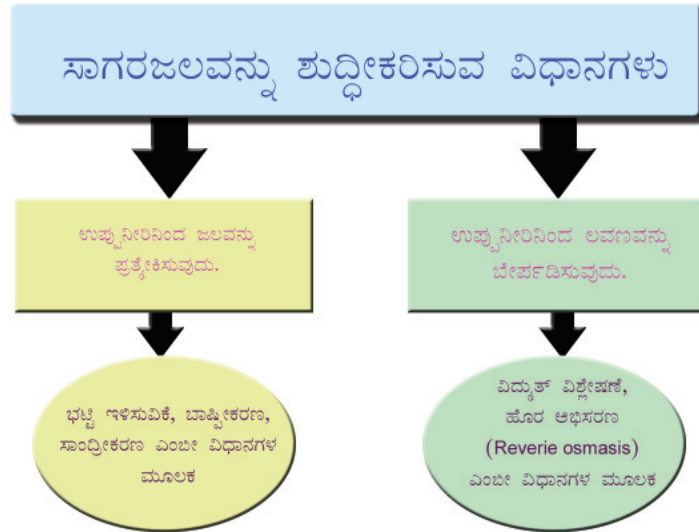 ಸಾಗರಜಲವನ್ನು ಶುದ್ಧೀಕರಿಸುವ ವಿಧಾನಗಳು
ಉಪ್ಪುನೀರಿನಿಂದ ಜಲವನ್ನು
ಪ್ರತ್ಯೇಕಿಸುವುದು.
ಉಪ್ಪುನೀರಿನಿಂದ ಲವಣವನ್ನು
ಬೇರ್ಪಡಿಸುವುದು.
ಭಟ್ಟಿ ಇಳಿಸುವಿಕೆ, ಬಾಷ್ಪೀಕರಣ,
ಸಾಂದ್ರೀಕರಣ ಎಂಬೀ ವಿಧಾನಗಳ
ಮೂಲಕ
ವಿದ್ಯುತ್ ವಿಶ್ಲೇಷಣೆ,
ಹೊರ ಅಭಿಸರಣ
(Reverie osmasis)
ಎಂಬೀ ವಿಧಾನಗಳ ಮೂಲಕ